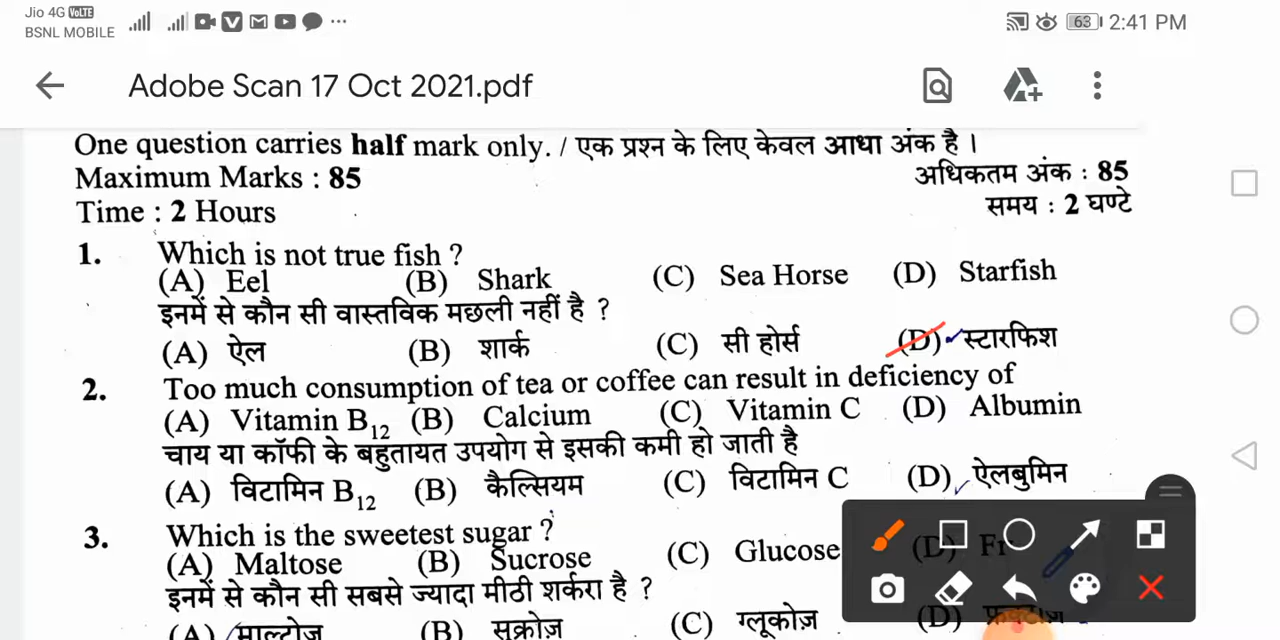 Jio 4G VoLTE
BSNL MOBILE
63 2:41 PM
Adobe Scan 17 Oct 2021.pdf
One question carries half mark only. / एक प्रश्न के लिए केवल आधा अंक है ।
Maximum Marks : 85 अधिकतम अंक : 85
Time : 2 Hours समय : 2 घण्टे
1. Which is not true fish ?
(A) Eel (B) Shark (C) Sea Horse (D) Starfish
इनमें से कौन सी वास्तविक मछली नहीं है ?
(A) ऐल (B) शार्क (C) सी हॉर्स (D) स्टारफिश
2. Too much consumption of tea or coffee can result in deficiency of
(A) Vitamin B12 (B) Calcium (C) Vitamin C (D) Albumin
चाय या कॉफी के बहुतायत उपयोग से इसकी कमी हो जाती है
(A) विटामिन B12 (B) कैल्सियम (C) विटामिन C (D) ऐलबुमिन
3. Which is the sweetest sugar ?
(A) Maltose (B) Sucrose (C) Glucose (D)
इनमें से कौन सी सबसे ज्यादा मीठी शर्करा है ?
(A) माल्टोज़ (B) सुक्रोज़ (C) ग्लूकोज़ (D) फ्रक्टोज़